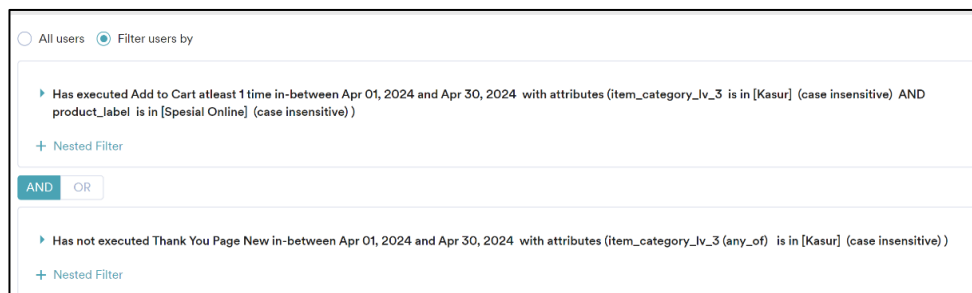 All users Filter users by
Has executed Add to Cart atleast 1 time in-between Apr 01, 2024 and Apr 30, 2024 with attributes (item_category_lv_3 is in [Kasur] (case insensitive) AND
product_label is in [Spesial Online] (case insensitive) )
+ Nested Filter
AND OR
Has not executed Thank You Page New in-between Apr 01, 2024 and Apr 30, 2024 with attributes (item_category_lv_3 (any_of) is in [Kasur] (case insensitive) )
+ Nested Filter